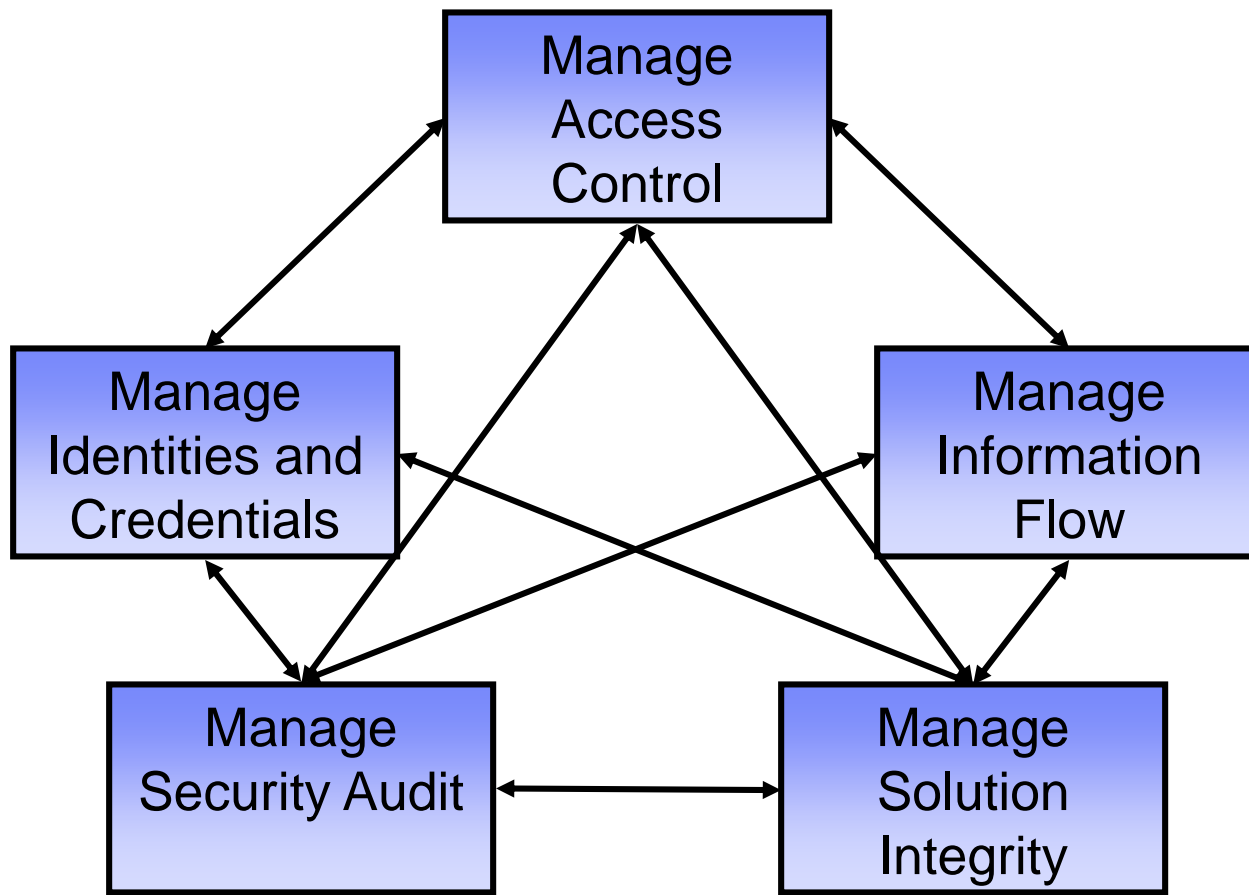 Manage
Access
Control
Manage
Identities and
Credentials
Manage
Information
Flow
Manage
Security Audit
Manage
Solution
Integrity